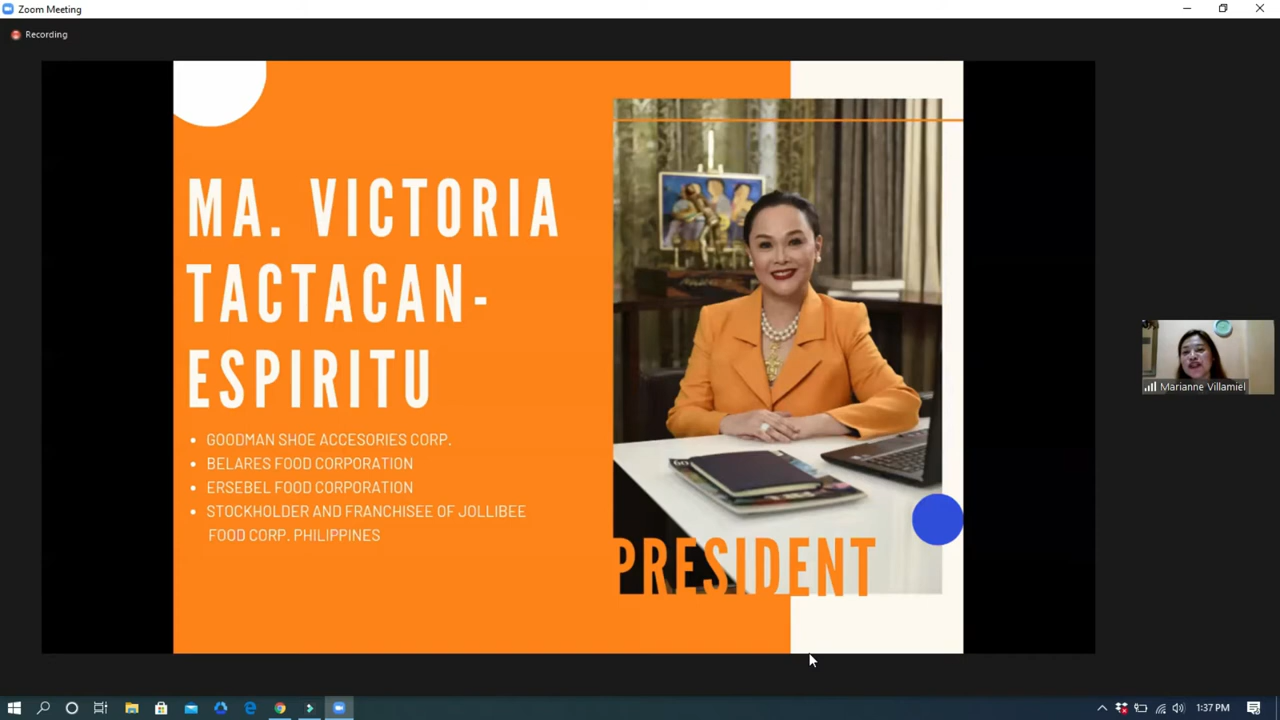 Zoom Meeting
Recording
MA. VICTORIA
TACTACAN-
ESPIRITU
• GOODMAN SHOE ACCESORIES CORP.
• BELARES FOOD CORPORATION
• ERSEBEL FOOD CORPORATION
• STOCKHOLDER AND FRANCHISEE OF JOLLIBEE
FOOD CORP. PHILIPPINES
PRESIDENT
Marianne Villamiel
1:37 PM